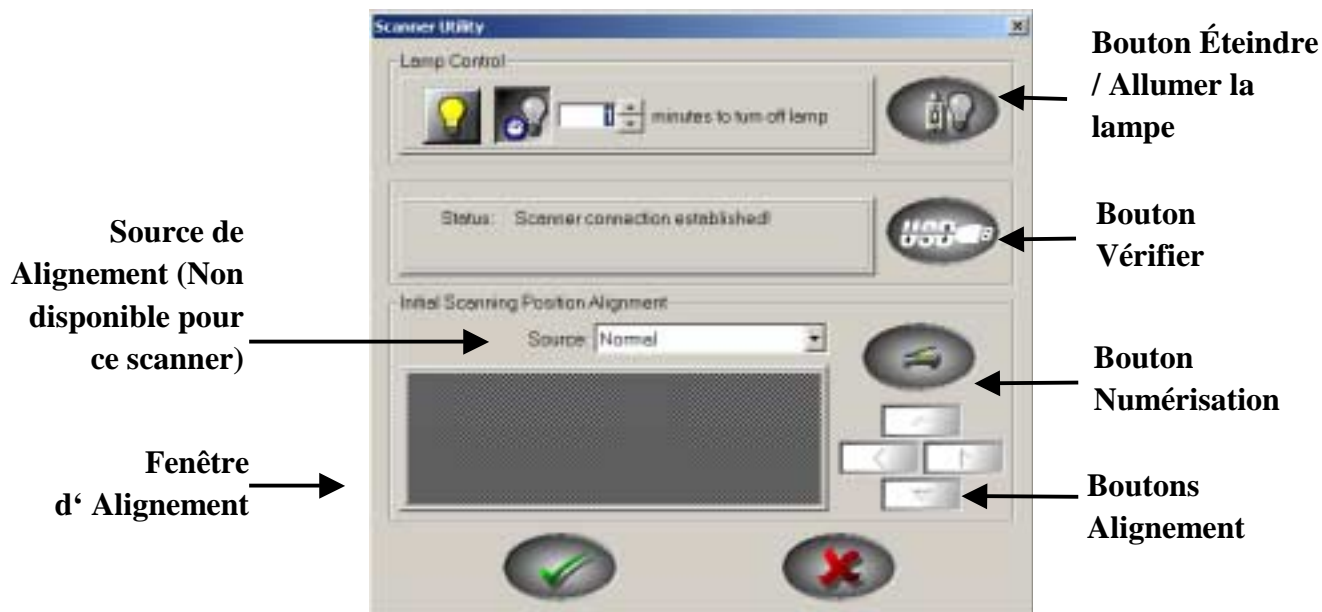 Scanner Utility
Lamp Control
1 minutes to turn off lamp
Bouton Éteindre
/ Allumer la
lampe
Status: Scanner connection established!
USB
Bouton
Vérifier
Source de
Alignement (Non
disponible pour
ce scanner)
Initial Scanning Position Alignment
Source Normal
Bouton
Numérisation
Fenêtre
d‘ Alignement
Boutons
Alignement